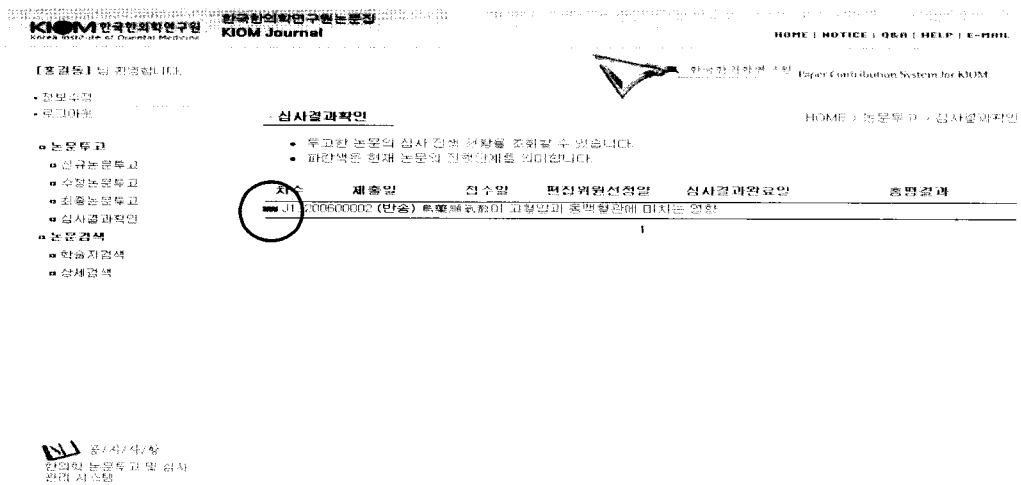 KIOM 한국한의학연구원
Korea Institute of Oriental Medicine
한국한의학연구원논문집
KIOM Journal
HOME | NOTICE | Q&A | HELP | E-MAIL
[홍길동] 님 환영합니다.
Paper Contribution System for KIOM
• 정보수정
• 로그아웃
심사결과확인
HOME > 논문투고 > 심사결과확인
• 투고한 논문의 심사 진행 현황을 조회할 수 있습니다.
• 파란색은 현재 논문의 진행단계를 의미합니다.
논문투고
신규논문투고
수정논문투고
최종논문투고
심사결과확인
논문검색
학술지검색
상세검색
차수 제출일 접수일 편집위원선정일 심사결과완료일 총평결과
J1 200600002 (반송) 이 고혈압과 동맥혈관에 미치는 영향
1
공/지/사/항
한의학 논문투고 및 심사
관리 시스템